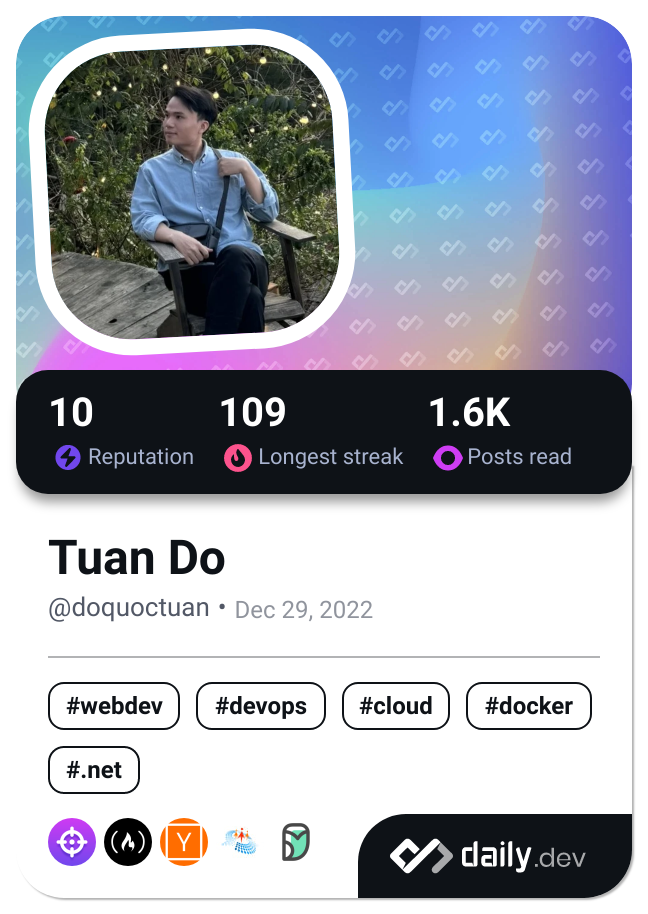 10 109 1.6K
Reputation Longest streak Posts read
Tuan Do
@doquoctuan • Dec 29, 2022
#webdev #devops #cloud #docker
#.net
Y
daily.dev